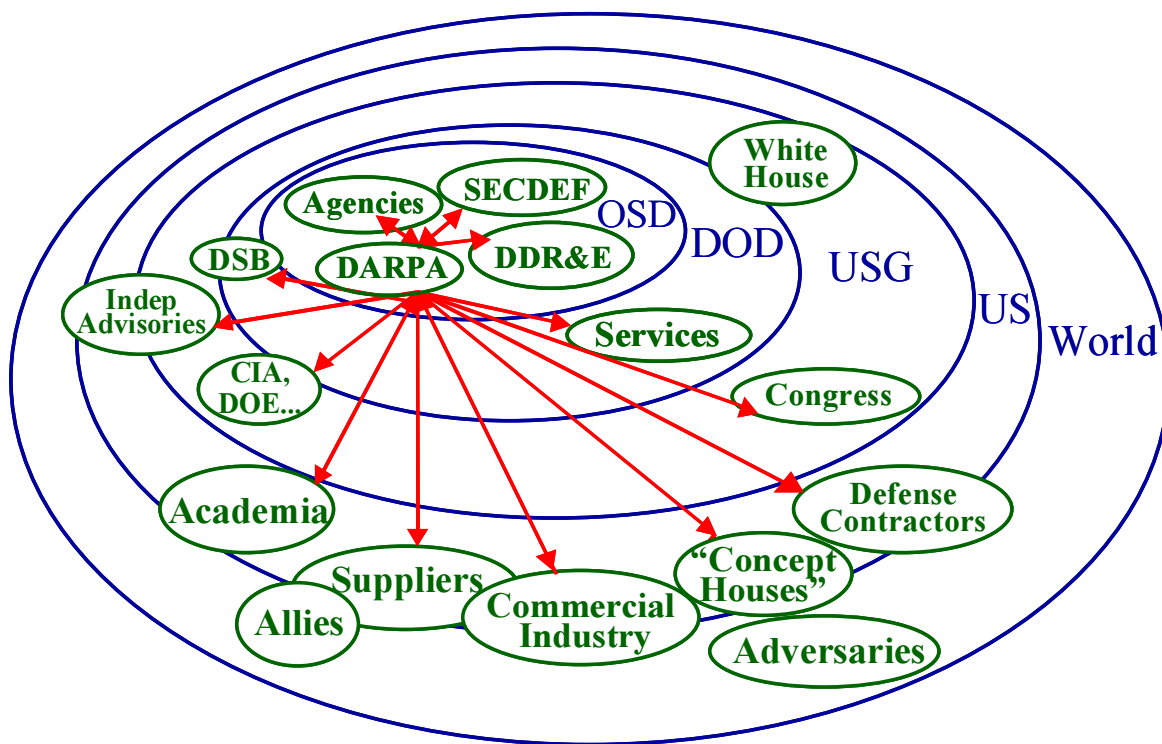 White
House
SECDEF
Agencies
OSD
DOD
DSB
DARPA
DDR&E
USG
Indep
Advisories
US
World
Services
CIA,
DOE...
Congress
Academia
Defense
Contractors
“Concept
Houses”
Suppliers
Commercial
Industry
Allies
Adversaries